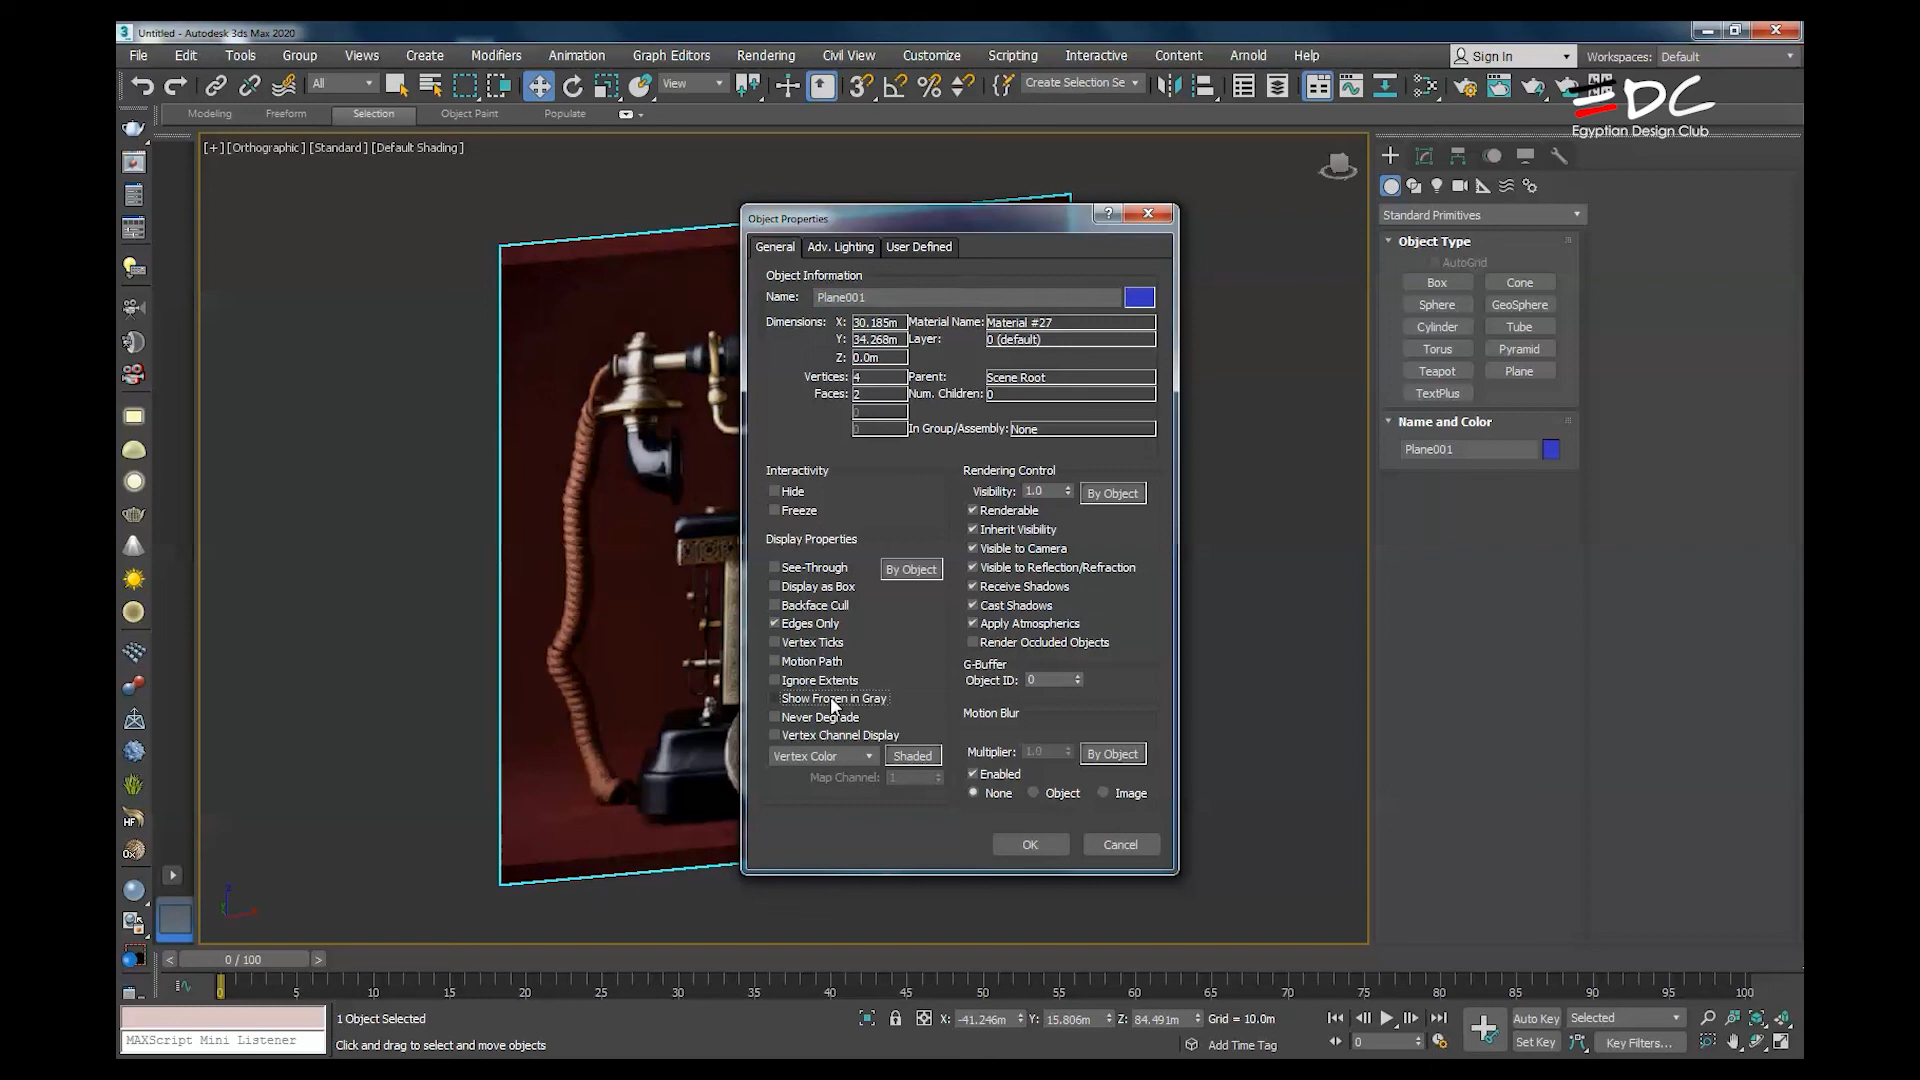 Untitled - Autodesk 3ds Max 2020
File Edit Tools Group Views Create Modifiers Animation Graph Editors Rendering Civil View Customize Scripting Interactive Content Arnold Help Sign In Workspaces: Default
All View Create Selection Se
Modeling Freeform Selection Object Paint Populate
EDC
Egyptian Design Club
[+][Orthographic][Standard][Default Shading]
Standard Primitives
Object Type
AutoGrid
Box Cone
Sphere GeoSphere
Cylinder Tube
Torus Pyramid
Teapot Plane
TextPlus
Name and Color
Plane001
Object Properties
General Adv. Lighting User Defined
Object Information
Name: Plane001
Dimensions: X: 30.185m Material Name: Material #27
Y: 34.268m Layer: 0 (default)
Z: 0.0m
Vertices: 4 Parent: Scene Root
Faces: 2 Num. Children: 0
0
0 In Group/Assembly: None
Interactivity
Hide
Freeze
Display Properties
See-Through By Object
Display as Box
Backface Cull
Edges Only
Vertex Ticks
Motion Path
Ignore Extents
Show Frozen in Gray
Never Degrade
Vertex Channel Display
Vertex Color Shaded
Map Channel: 1
Rendering Control
Visibility: 1.0 By Object
Renderable
Inherit Visibility
Visible to Camera
Visible to Reflection/Refraction
Receive Shadows
Cast Shadows
Apply Atmospherics
Render Occluded Objects
G-Buffer
Object ID: 0
Motion Blur
Multiplier: 1.0 By Object
Enabled
None Object Image
OK Cancel
0 / 100
0 5 10 15 20 25 30 35 40 45 50 55 60 65 70 75 80 85 90 95 100
1 Object Selected
X: -41.246m Y: 15.806m Z: 84.491m Grid = 10.0m
Auto Key Selected
MAXScript Mini Listener
Click and drag to select and move objects
Add Time Tag
0
Set Key Key Filters...